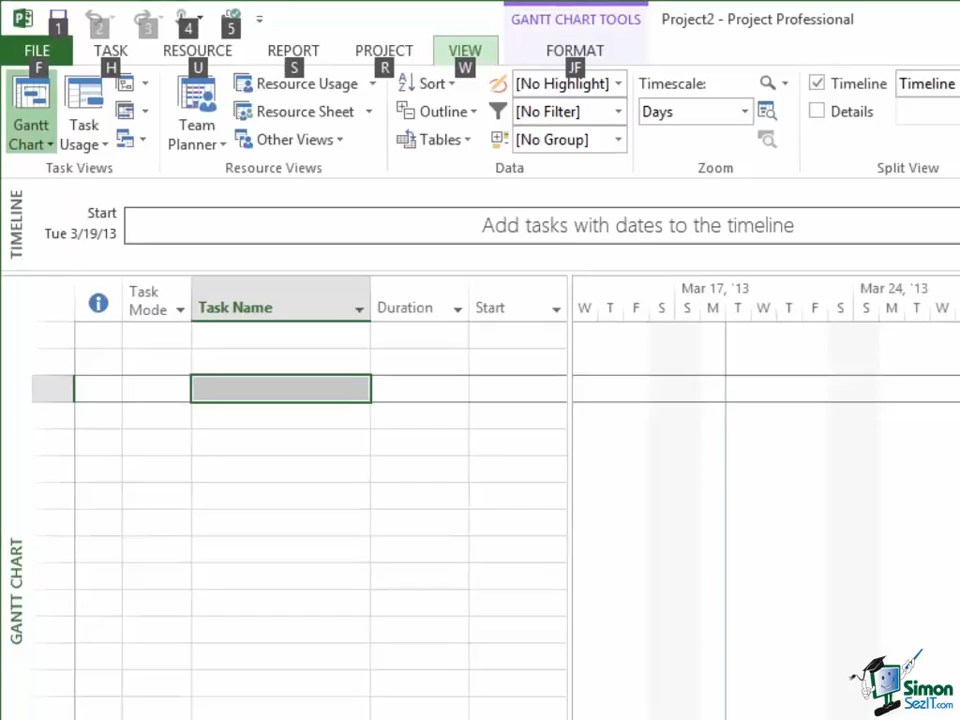 GANTT CHART TOOLS
Project2 - Project Professional
1 2 3 4 5
FILE TASK RESOURCE REPORT PROJECT VIEW FORMAT
F H U S R W JF
Gantt Chart
Task Usage
Task Views
Team Planner
Resource Usage
Resource Sheet
Other Views
Resource Views
Sort
Outline
Tables
[No Highlight]
[No Filter]
[No Group]
Data
Timescale:
Days
Zoom
Timeline Timeline
Details
Split View
TIMELINE
Start
Tue 3/19/13
Add tasks with dates to the timeline
Task Mode
Task Name
Duration
Start
Mar 17, '13 Mar 24, '13
W T F S S M T W T F S S M T W
GANTT CHART
Simon
SezIT.com